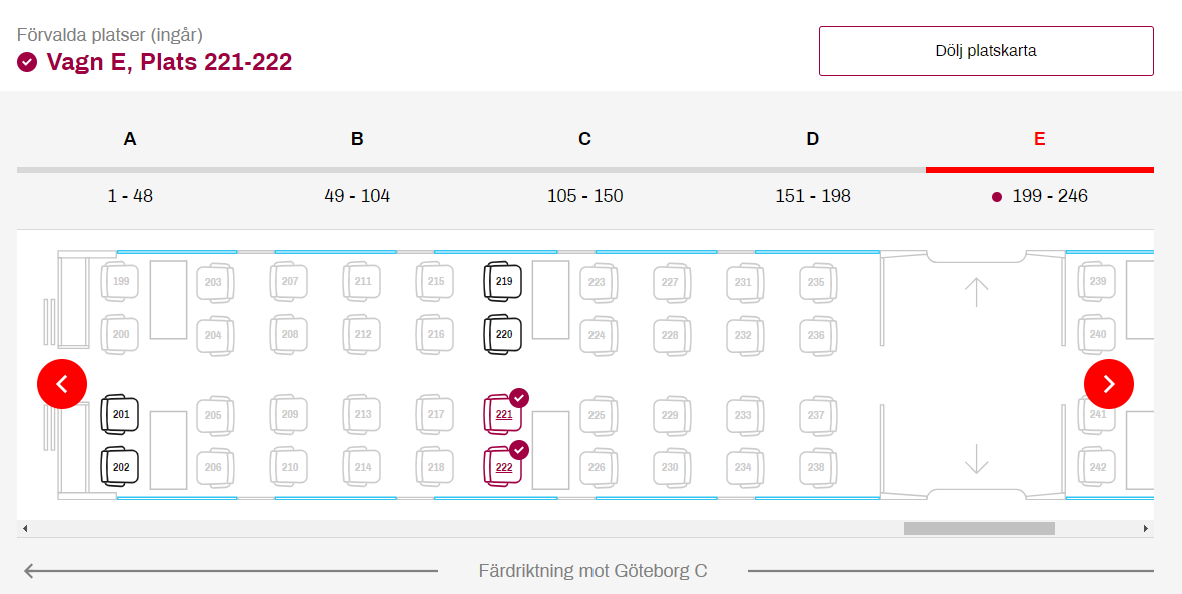 Förvalda platser (ingår)
Vagn E, Plats 221-222
Dölj platskarta
A B C D E
1 - 48 49 - 104 105 - 150 151 - 198 199 - 246
199 203 207 211 215 219 223 227 231 235 239
200 204 208 212 216 220 224 228 232 236 240
201 205 209 213 217 221 225 229 233 237 241
202 206 210 214 218 222 226 230 234 238 242
Färdriktning mot Göteborg C